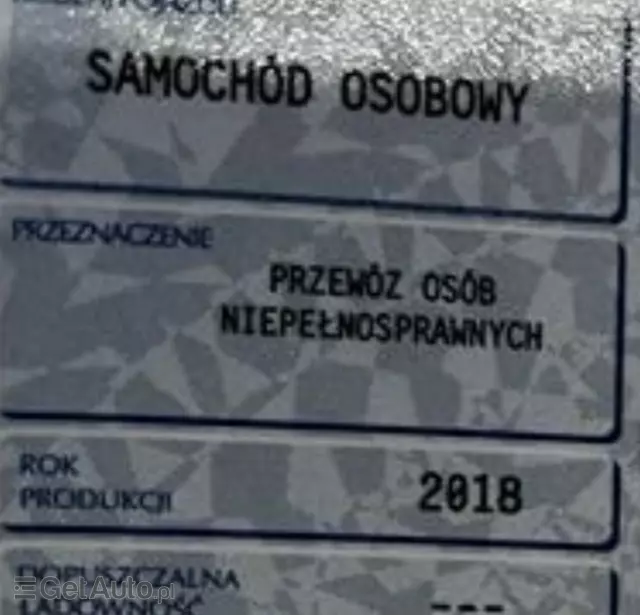 SAMOCHÓD OSOBOWY
PRZEZNACZENIE
PRZEWÓZ OSÓB
NIEPEŁNOSPRAWNYCH
ROK
PRODUKCJI
2018
DOPUSZCZALNA
ŁADOWNOŚĆ
---
GetAuto.pl